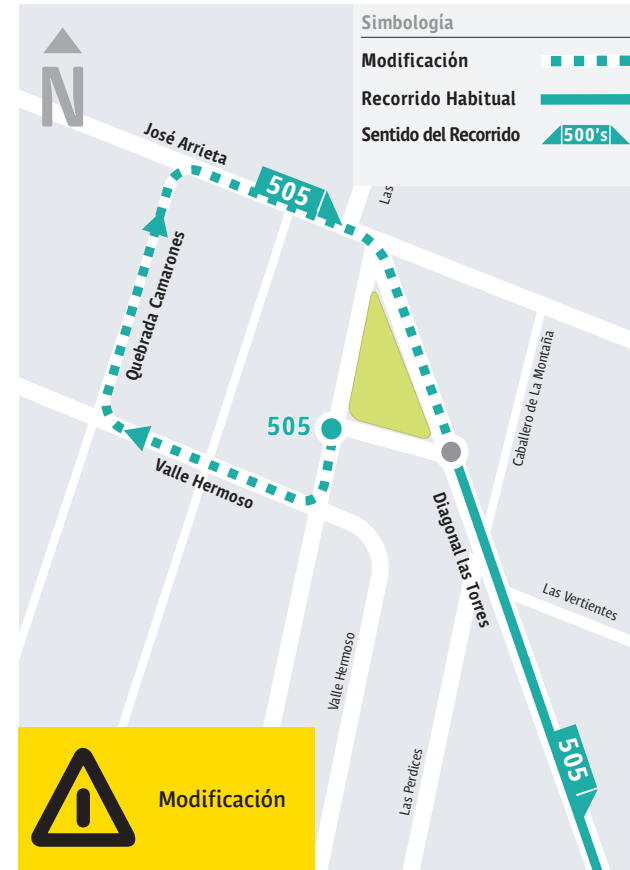 Simbología
Modificación
Recorrido Habitual
Sentido del Recorrido
500's
N
José Arrieta
505
Las
Quebrada Camarones
Caballero de La Montaña
505
Valle Hermoso
Diagonal las Torres
Las Vertientes
Valle Hermoso
Las Perdices
505
Modificación